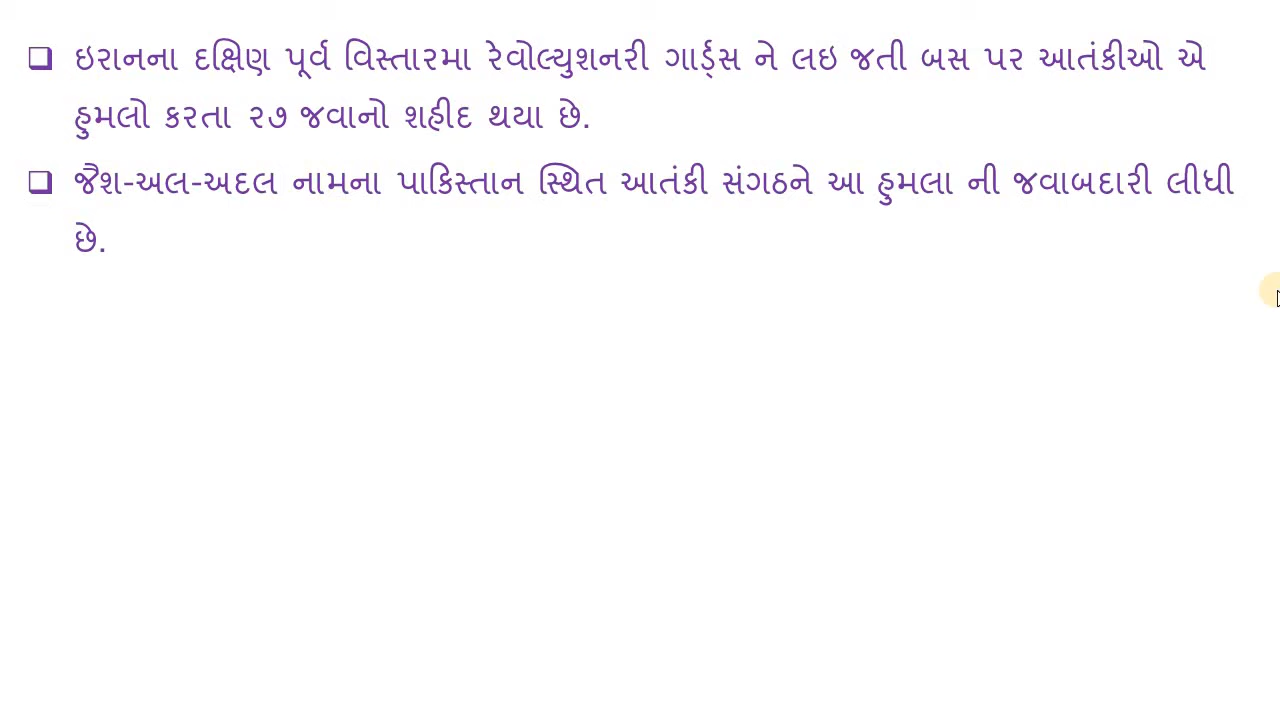 ❑ ઇરાનના દક્ષિણ પૂર્વ વિસ્તારમા રેવોલ્યુશનરી ગાર્ડ્સ ને લઇ જતી બસ પર આતંકીઓ એ
હુમલો કરતા ૨૭ જવાનો શહીદ થયા છે.
❑ જૈશ-અલ-અદલ નામના પાકિસ્તાન સ્થિત આતંકી સંગઠને આ હુમલા ની જવાબદારી લીધી
છે.